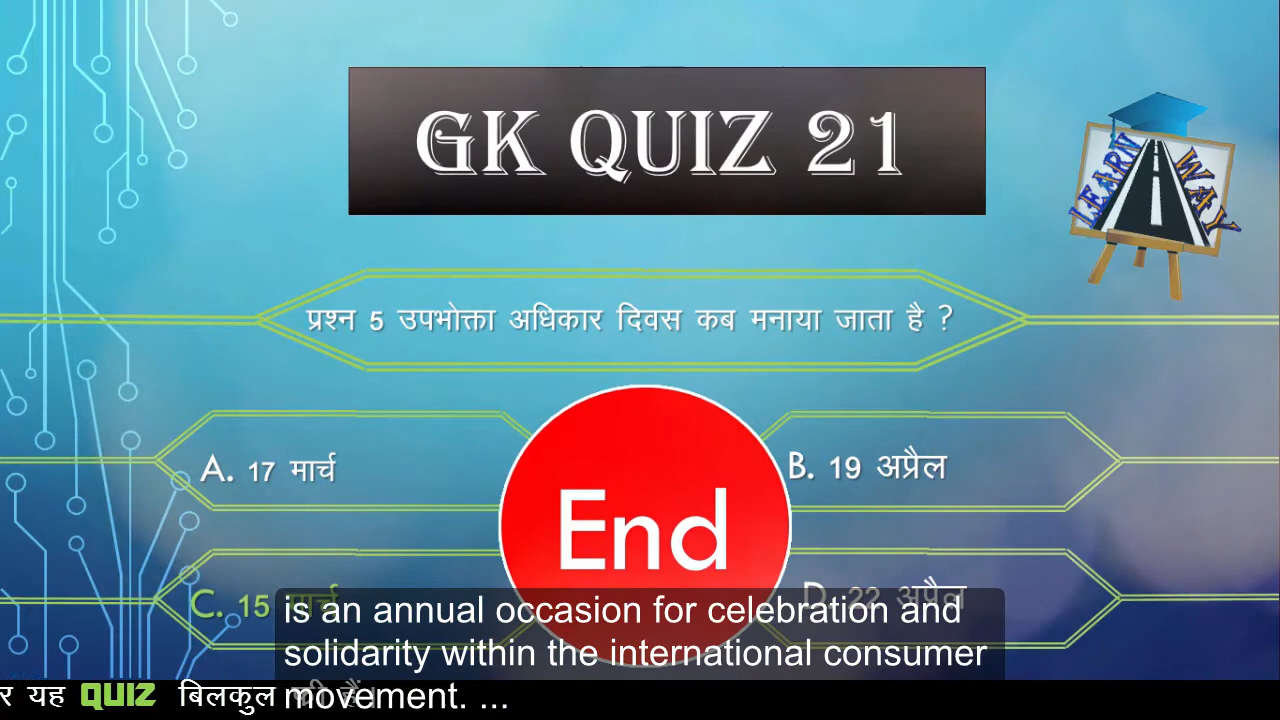 GK QUIZ 21
LEARN WAY
प्रश्न 5 उपभोक्ता अधिकार दिवस कब मनाया जाता है ?
A. 17 मार्च
B. 19 अप्रैल
End
C. 15 मार्च
D. 22 अप्रैल
is an annual occasion for celebration and
solidarity within the international consumer
movement. ...
र यह QUIZ बिलकुल फ्री है।